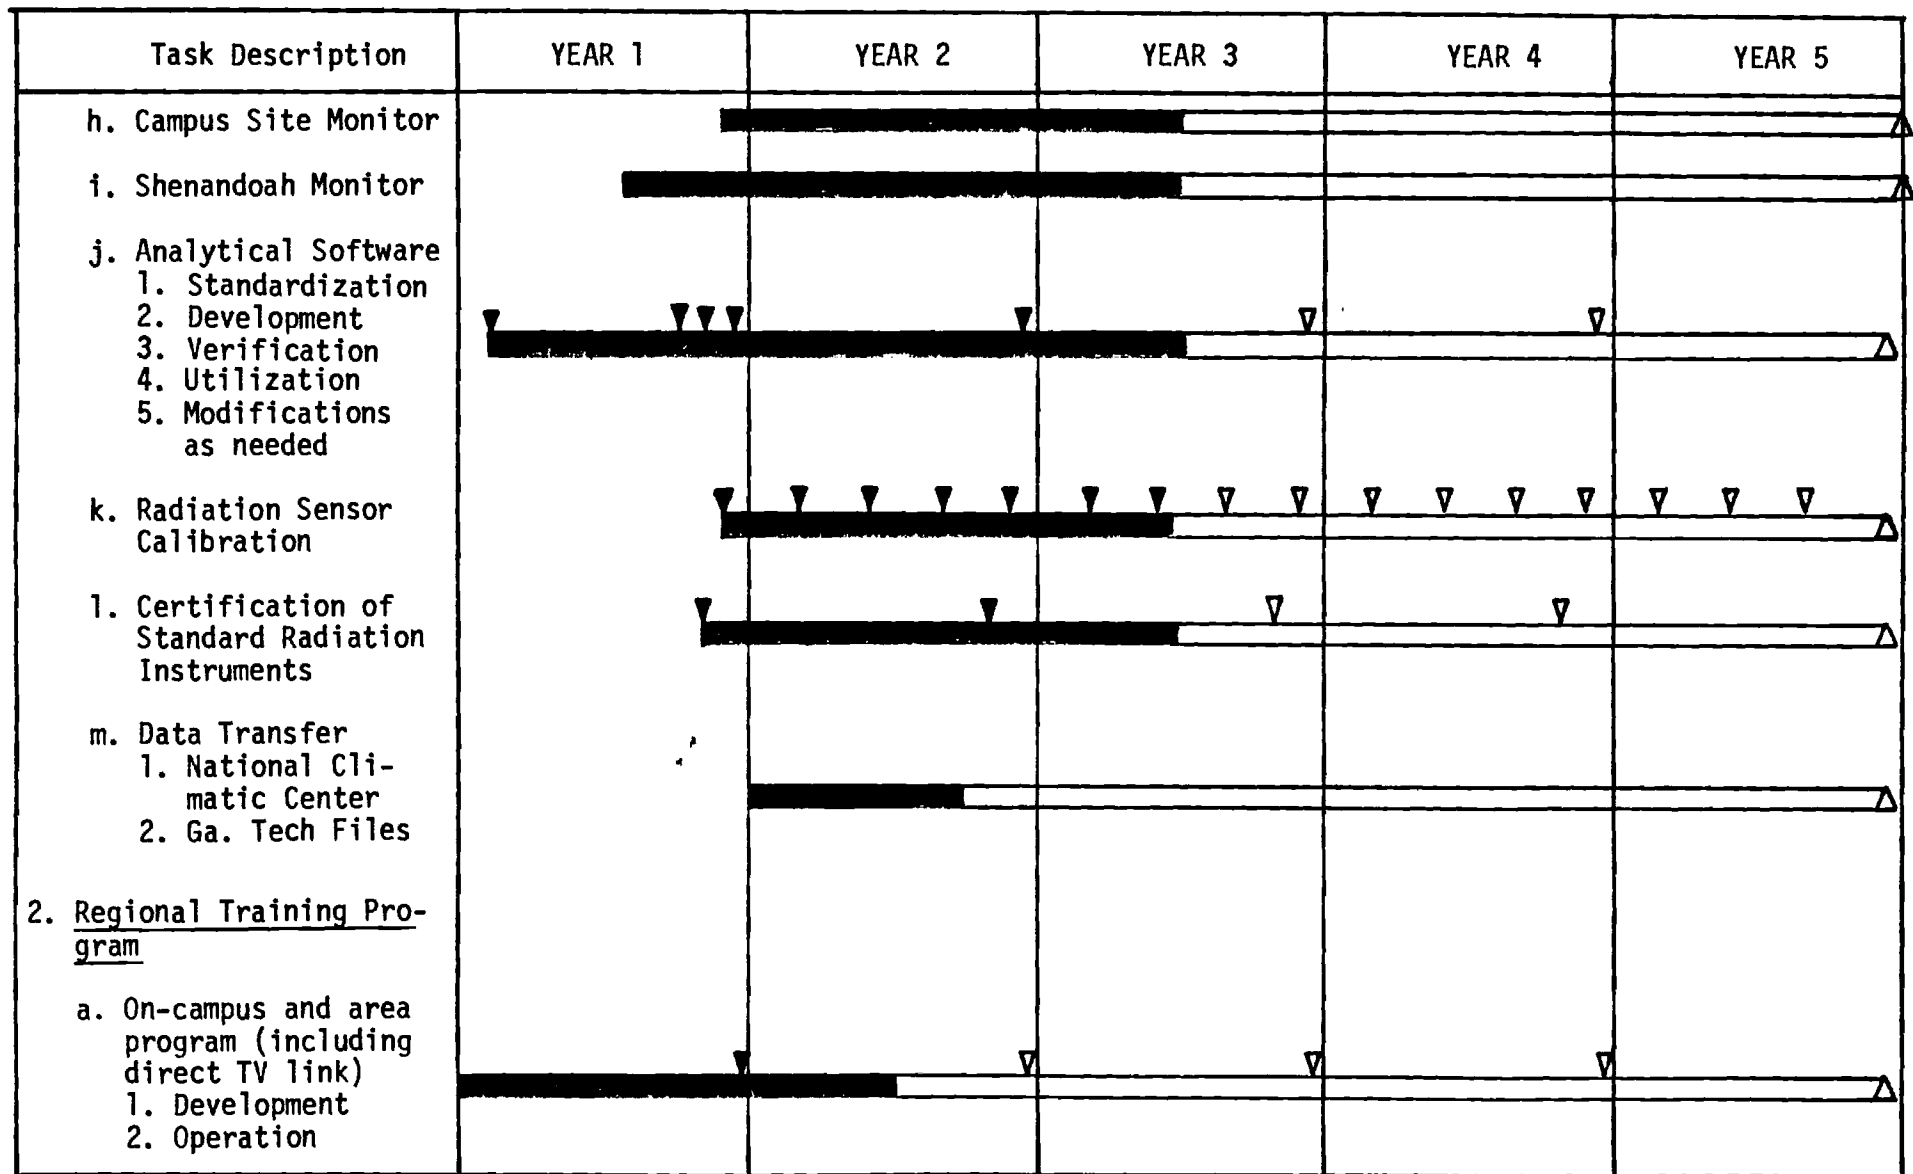 Task Description YEAR 1 YEAR 2 YEAR 3 YEAR 4 YEAR 5
h. Campus Site Monitor
i. Shenandoah Monitor
j. Analytical Software
1. Standardization
2. Development
3. Verification
4. Utilization
5. Modifications
as needed
k. Radiation Sensor
Calibration
l. Certification of
Standard Radiation
Instruments
m. Data Transfer
1. National Cli-
matic Center
2. Ga. Tech Files
2. Regional Training Pro-
gram
a. On-campus and area
program (including
direct TV link)
1. Development
2. Operation